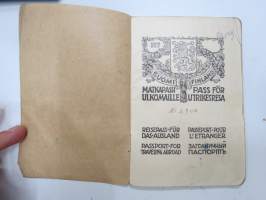 SUOMI FINLAND
MATKAPASSI PASS FÖR
ULKOMAILLE UTRIKESRESA
REISEPASS·FÜR PASSEPORT·POUR
DAS·AUSLAND L'ETRANGER
PASSPORT·FOR ЗАГРАНИЧНЫЙ
TRAVELING ABROAD ПАСПОРТЪ